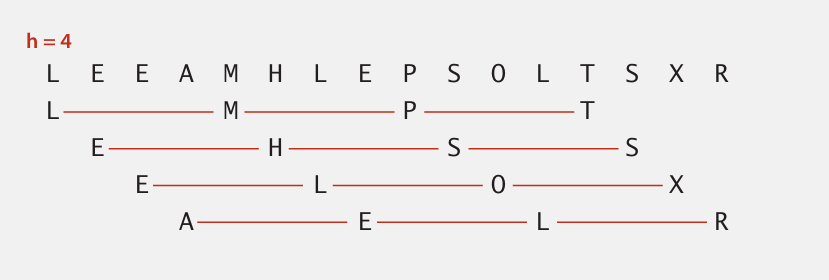 h = 4
L E E A M H L E P S O L T S X R
L M P T
E H S S
E L O X
A E L R